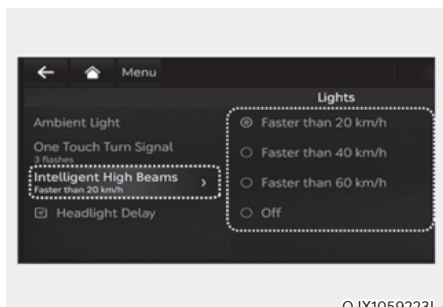 Menu
Lights
Ambient Light
One Touch Turn Signal
3 flashes
Intelligent High Beams
Faster than 20 km/h
Headlight Delay
Faster than 20 km/h
Faster than 40 km/h
Faster than 60 km/h
Off
OJX1059223L